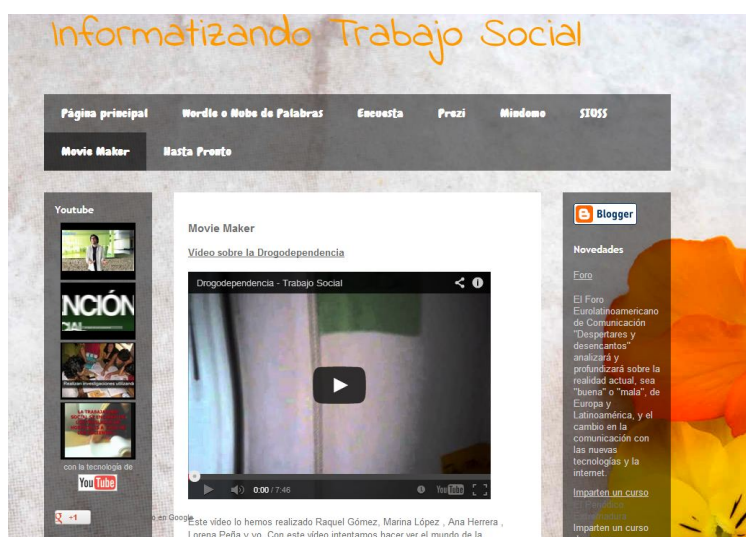 Informatizando Trabajo Social
Página principal
Wordle o Nube de Palabras
Encuesta
Prezi
Mindomo
SIUSS
Movie Maker
Hasta Pronto
Youtube
NCIÓN
con la tecnología de
YouTube
+1
Movie Maker
Vídeo sobre la Drogodependencia
Drogodependencia - Trabajo Social
0:00 / 7:46
YouTube
Este vídeo lo hemos realizado Raquel Gómez, Marina López , Ana Herrera ,
Lorena Peña y yo. Con este vídeo intentamos hacer ver el mundo de la
Blogger
Novedades
Foro
El Foro
Eurolatinoamericano
de Comunicación
"Despertares y
desencantos"
analizará y
profundizará sobre la
realidad actual, sea
"buena" o "mala", de
Europa y
Latinoamérica, y el
cambio en la
comunicación con
las nuevas
tecnologías y la
internet.
Imparten un curso
El Periódico
Imparten un curso